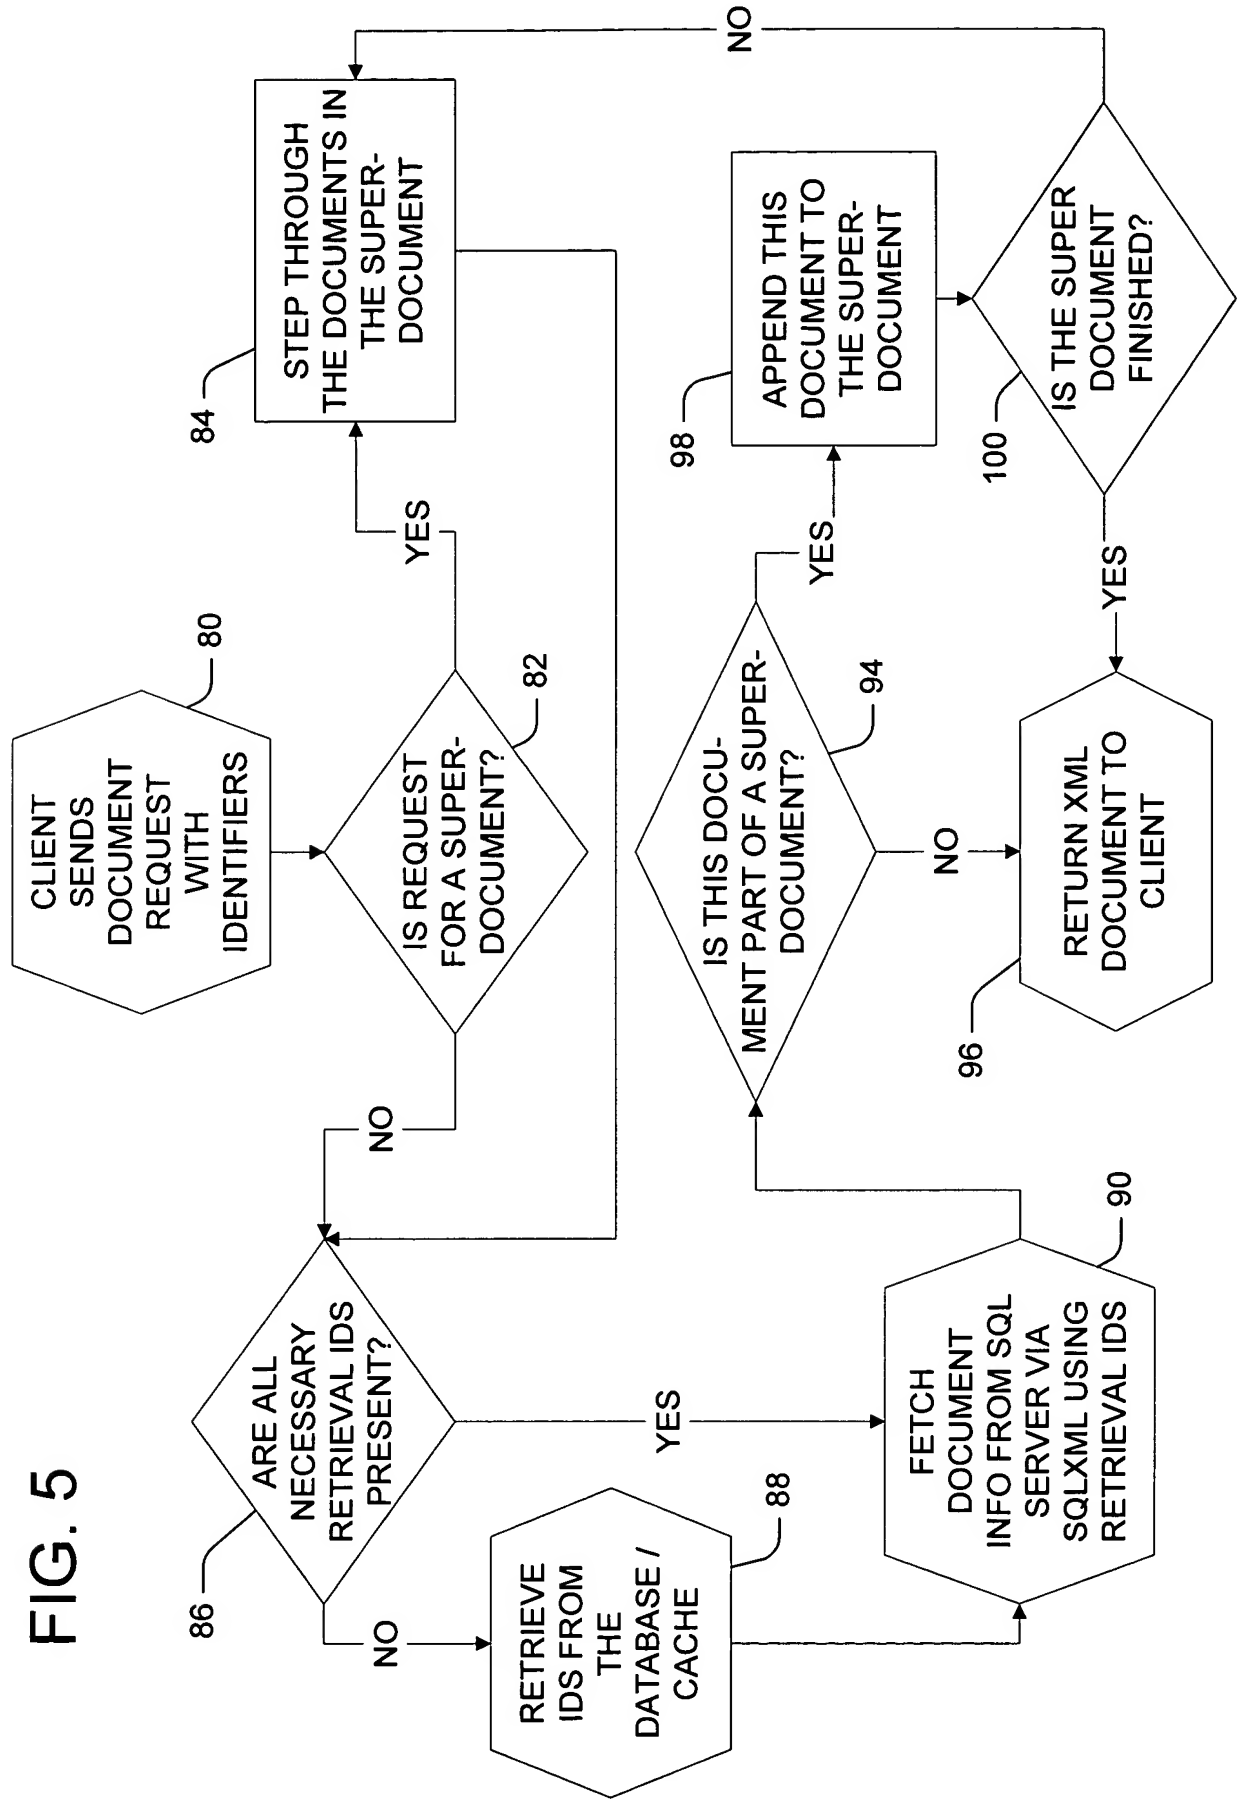 FIG. 5
CLIENT
SENDS
DOCUMENT
REQUEST
WITH
IDENTIFIERS
80
IS REQUEST
FOR A SUPER-
DOCUMENT?
82
YES
NO
STEP THROUGH
THE DOCUMENTS IN
THE SUPER-
DOCUMENT
84
ARE ALL
NECESSARY
RETRIEVAL IDS
PRESENT?
86
NO
YES
RETRIEVE
IDS FROM
THE
DATABASE /
CACHE
88
FETCH
DOCUMENT
INFO FROM SQL
SERVER VIA
SQLXML USING
RETRIEVAL IDS
90
IS THIS DOCU-
MENT PART OF A SUPER-
DOCUMENT?
94
YES
NO
APPEND THIS
DOCUMENT TO
THE SUPER-
DOCUMENT
98
IS THE SUPER
DOCUMENT
FINISHED?
100
NO
YES
RETURN XML
DOCUMENT TO
CLIENT
96